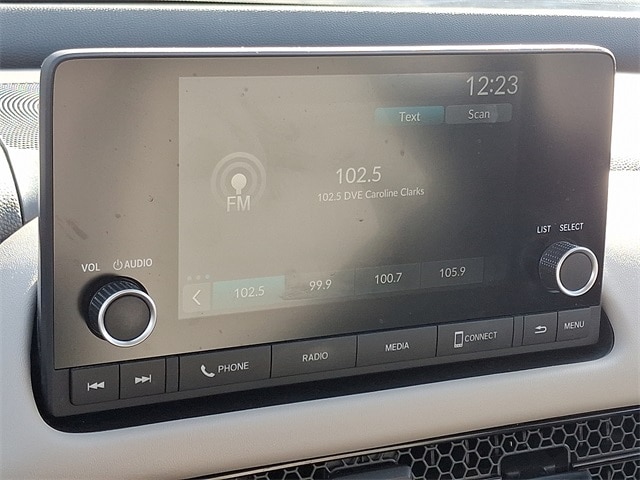 12:23
Text Scan
102.5
102.5 DVE Caroline Clarks
FM
LIST SELECT
VOL AUDIO
102.5 99.9 100.7 105.9
PHONE RADIO MEDIA CONNECT MENU